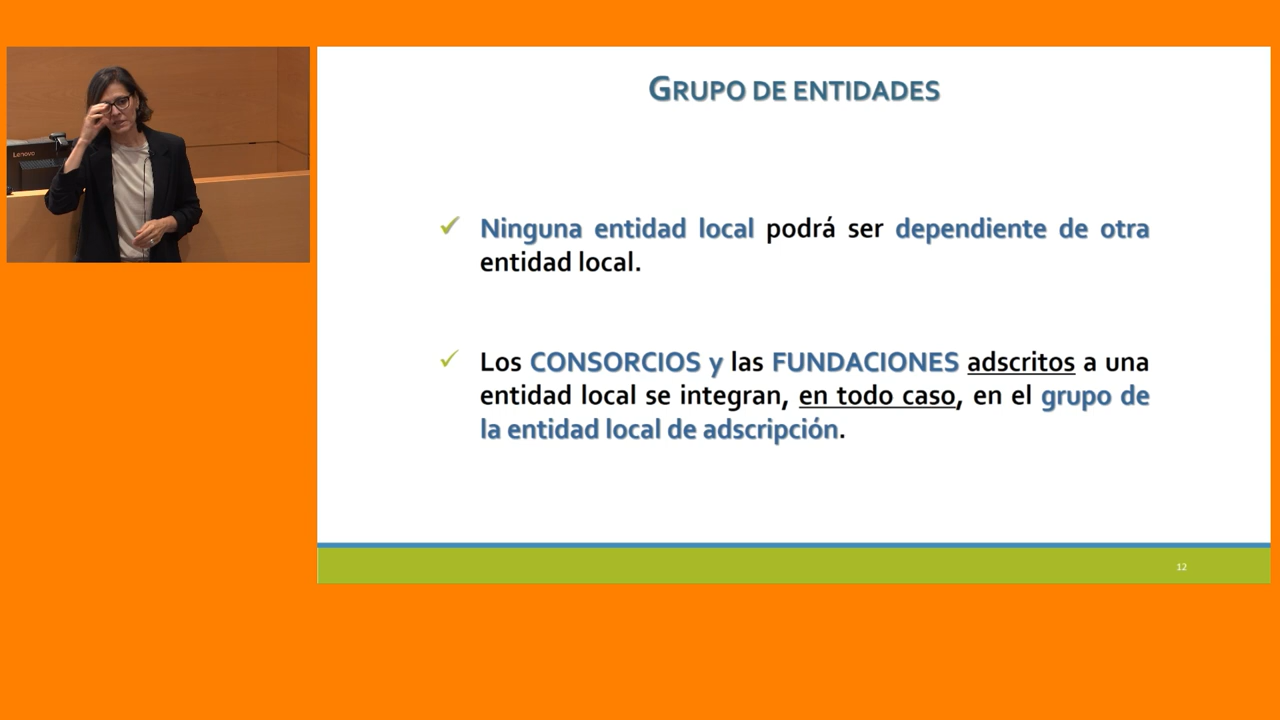 Lenovo
GRUPO DE ENTIDADES
✓ Ninguna entidad local podrá ser dependiente de otra
entidad local.
✓ Los CONSORCIOS y las FUNDACIONES adscritos a una
entidad local se integran, en todo caso, en el grupo de
la entidad local de adscripción.
12